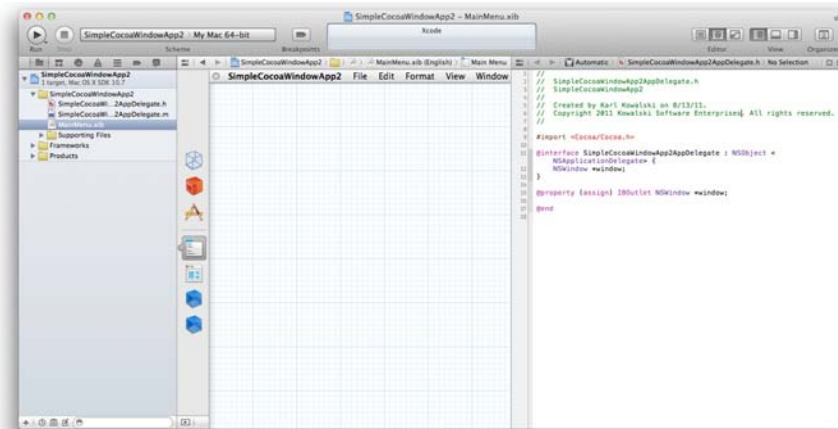 SimpleCocoaWindowApp2 - MainMenu.xib
SimpleCocoaWindowApp2 My Mac 64-bit
Xcode
Run Stop Scheme Breakpoints Editor View Organizer
SimpleCocoaWindowApp2 MainMenu.xib (English) Main Menu
Automatic SimpleCocoaWindowApp2AppDelegate.h No Selection
SimpleCocoaWindowApp2
1 target, Mac OS X SDK 10.7
SimpleCocoaWindowApp2
SimpleCocoaWi...2AppDelegate.h
SimpleCocoaWi...2AppDelegate.m
MainMenu.xib
Supporting Files
Frameworks
Products
SimpleCocoaWindowApp2 File Edit Format View Window
//
// SimpleCocoaWindowApp2AppDelegate.h
// SimpleCocoaWindowApp2
//
// Created by Karl Kowalski on 8/13/11.
// Copyright 2011 Kowalski Software Enterprises. All rights reserved.
//
#import <Cocoa/Cocoa.h>
@interface SimpleCocoaWindowApp2AppDelegate : NSObject <
NSApplicationDelegate> {
NSWindow *window;
}
@property (assign) IBOutlet NSWindow *window;
@end